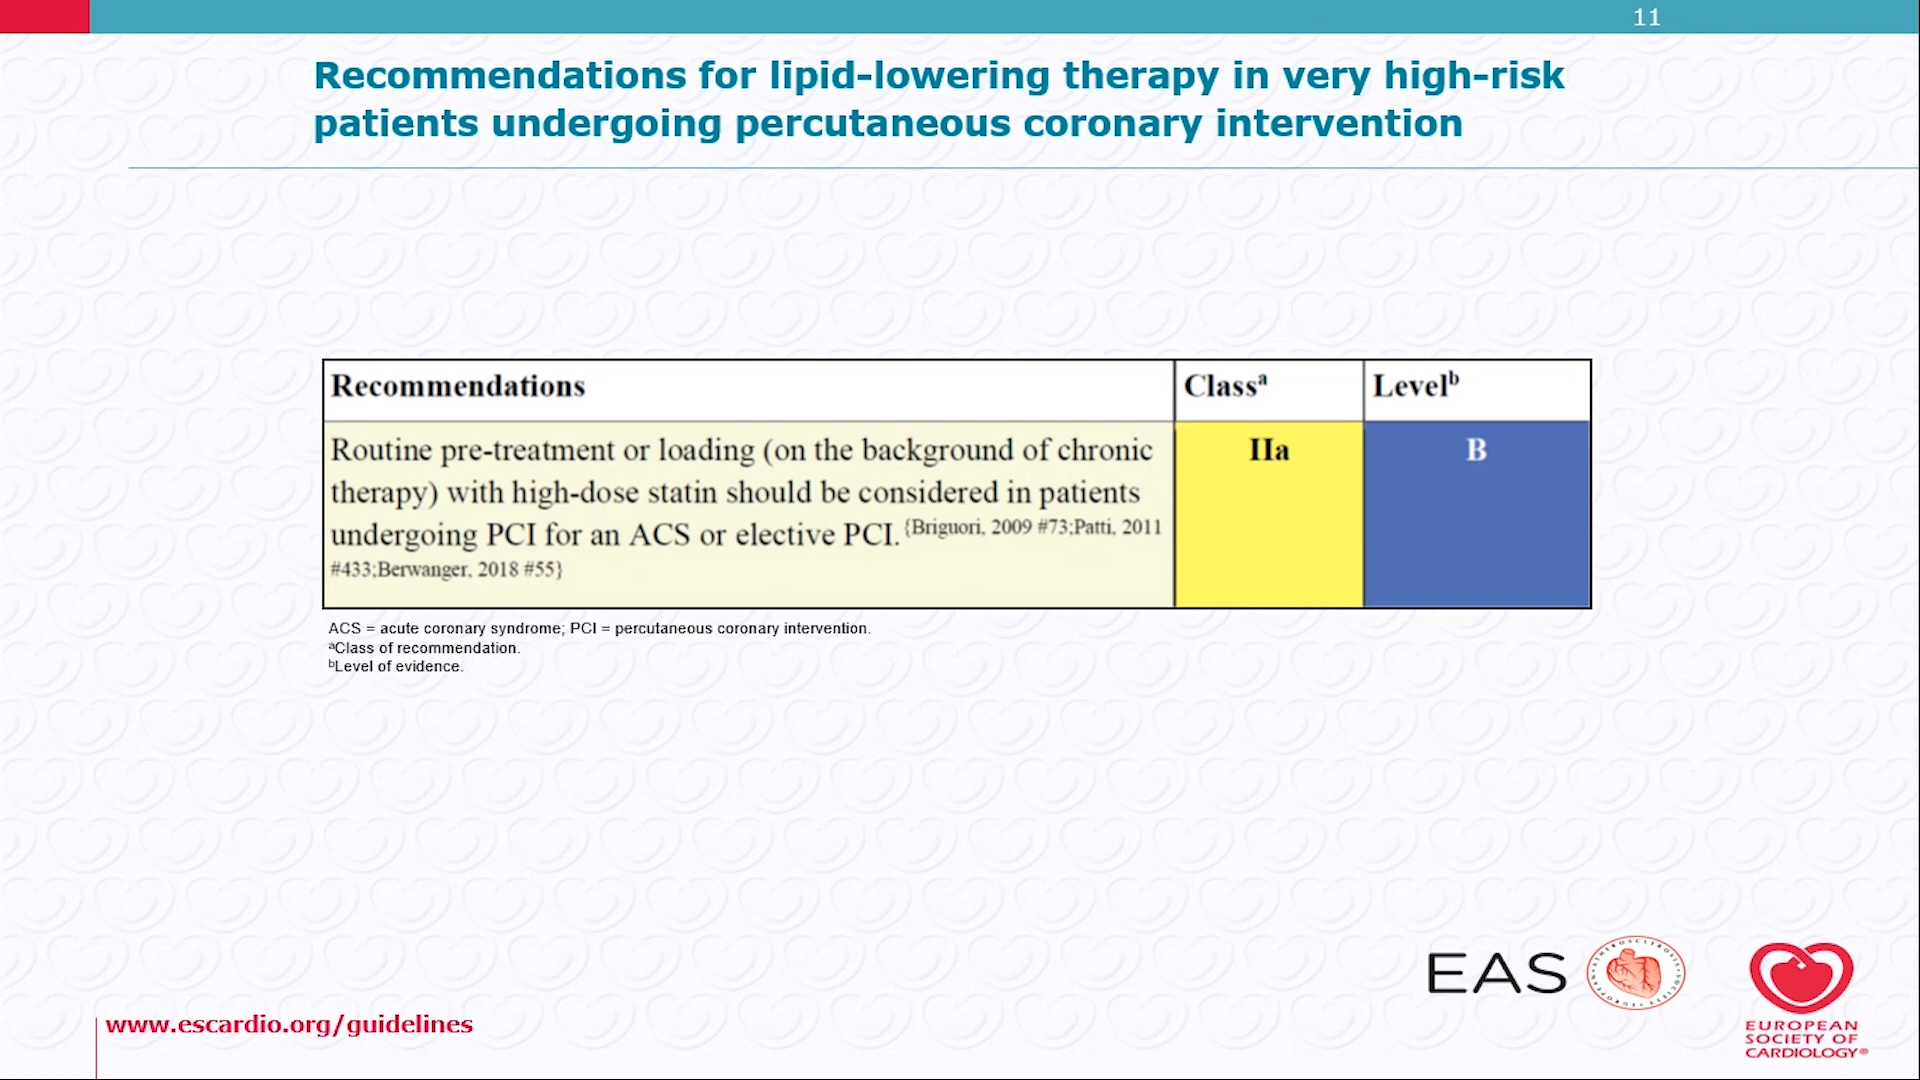 11
Recommendations for lipid-lowering therapy in very high-risk
patients undergoing percutaneous coronary intervention
Recommendations Classᵃ Levelᵇ
Routine pre-treatment or loading (on the background of chronic IIa B
therapy) with high-dose statin should be considered in patients
undergoing PCI for an ACS or elective PCI. {Briguori, 2009 #73;Patti, 2011
#433;Berwanger, 2018 #55}
ACS = acute coronary syndrome; PCI = percutaneous coronary intervention.
ᵃClass of recommendation.
ᵇLevel of evidence.
EAS
EUROPEAN
SOCIETY OF
CARDIOLOGY®
www.escardio.org/guidelines